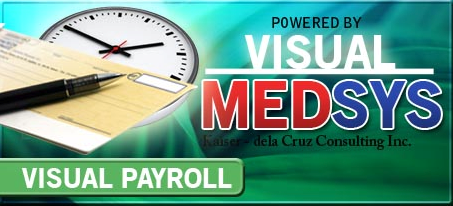 POWERED BY
VISUAL
MEDSYS
Kaiser - dela Cruz Consulting Inc.
VISUAL PAYROLL